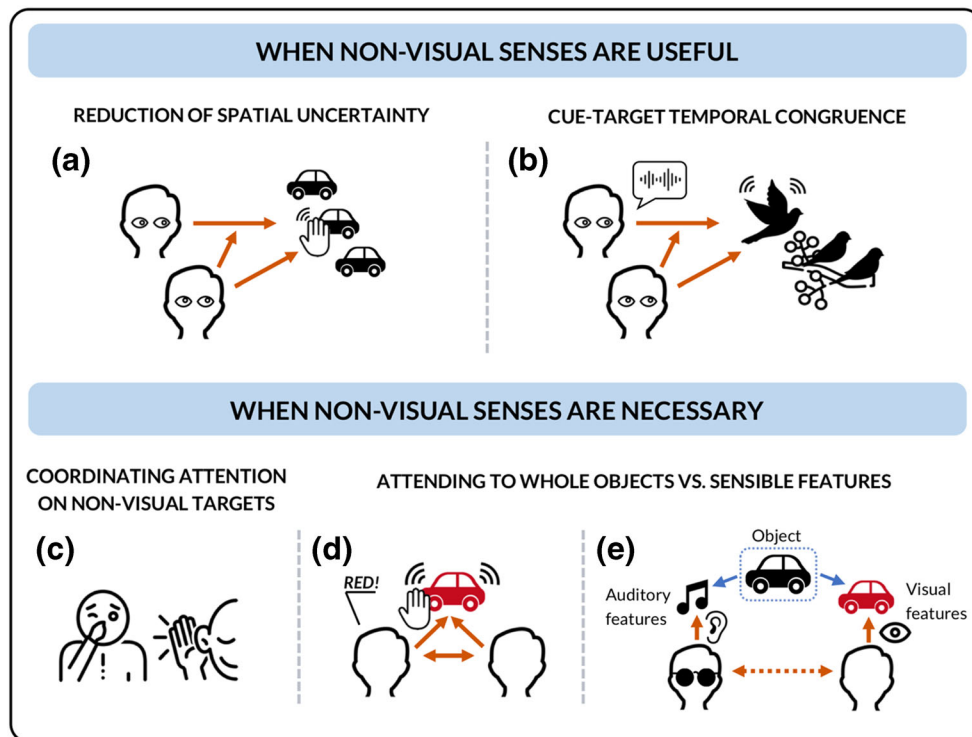 WHEN NON-VISUAL SENSES ARE USEFUL
REDUCTION OF SPATIAL UNCERTAINTY
CUE-TARGET TEMPORAL CONGRUENCE
(a)
(b)
WHEN NON-VISUAL SENSES ARE NECESSARY
COORDINATING ATTENTION
ON NON-VISUAL TARGETS
ATTENDING TO WHOLE OBJECTS VS. SENSIBLE FEATURES
(c)
(d)
RED!
(e)
Object
Auditory
features
Visual
features